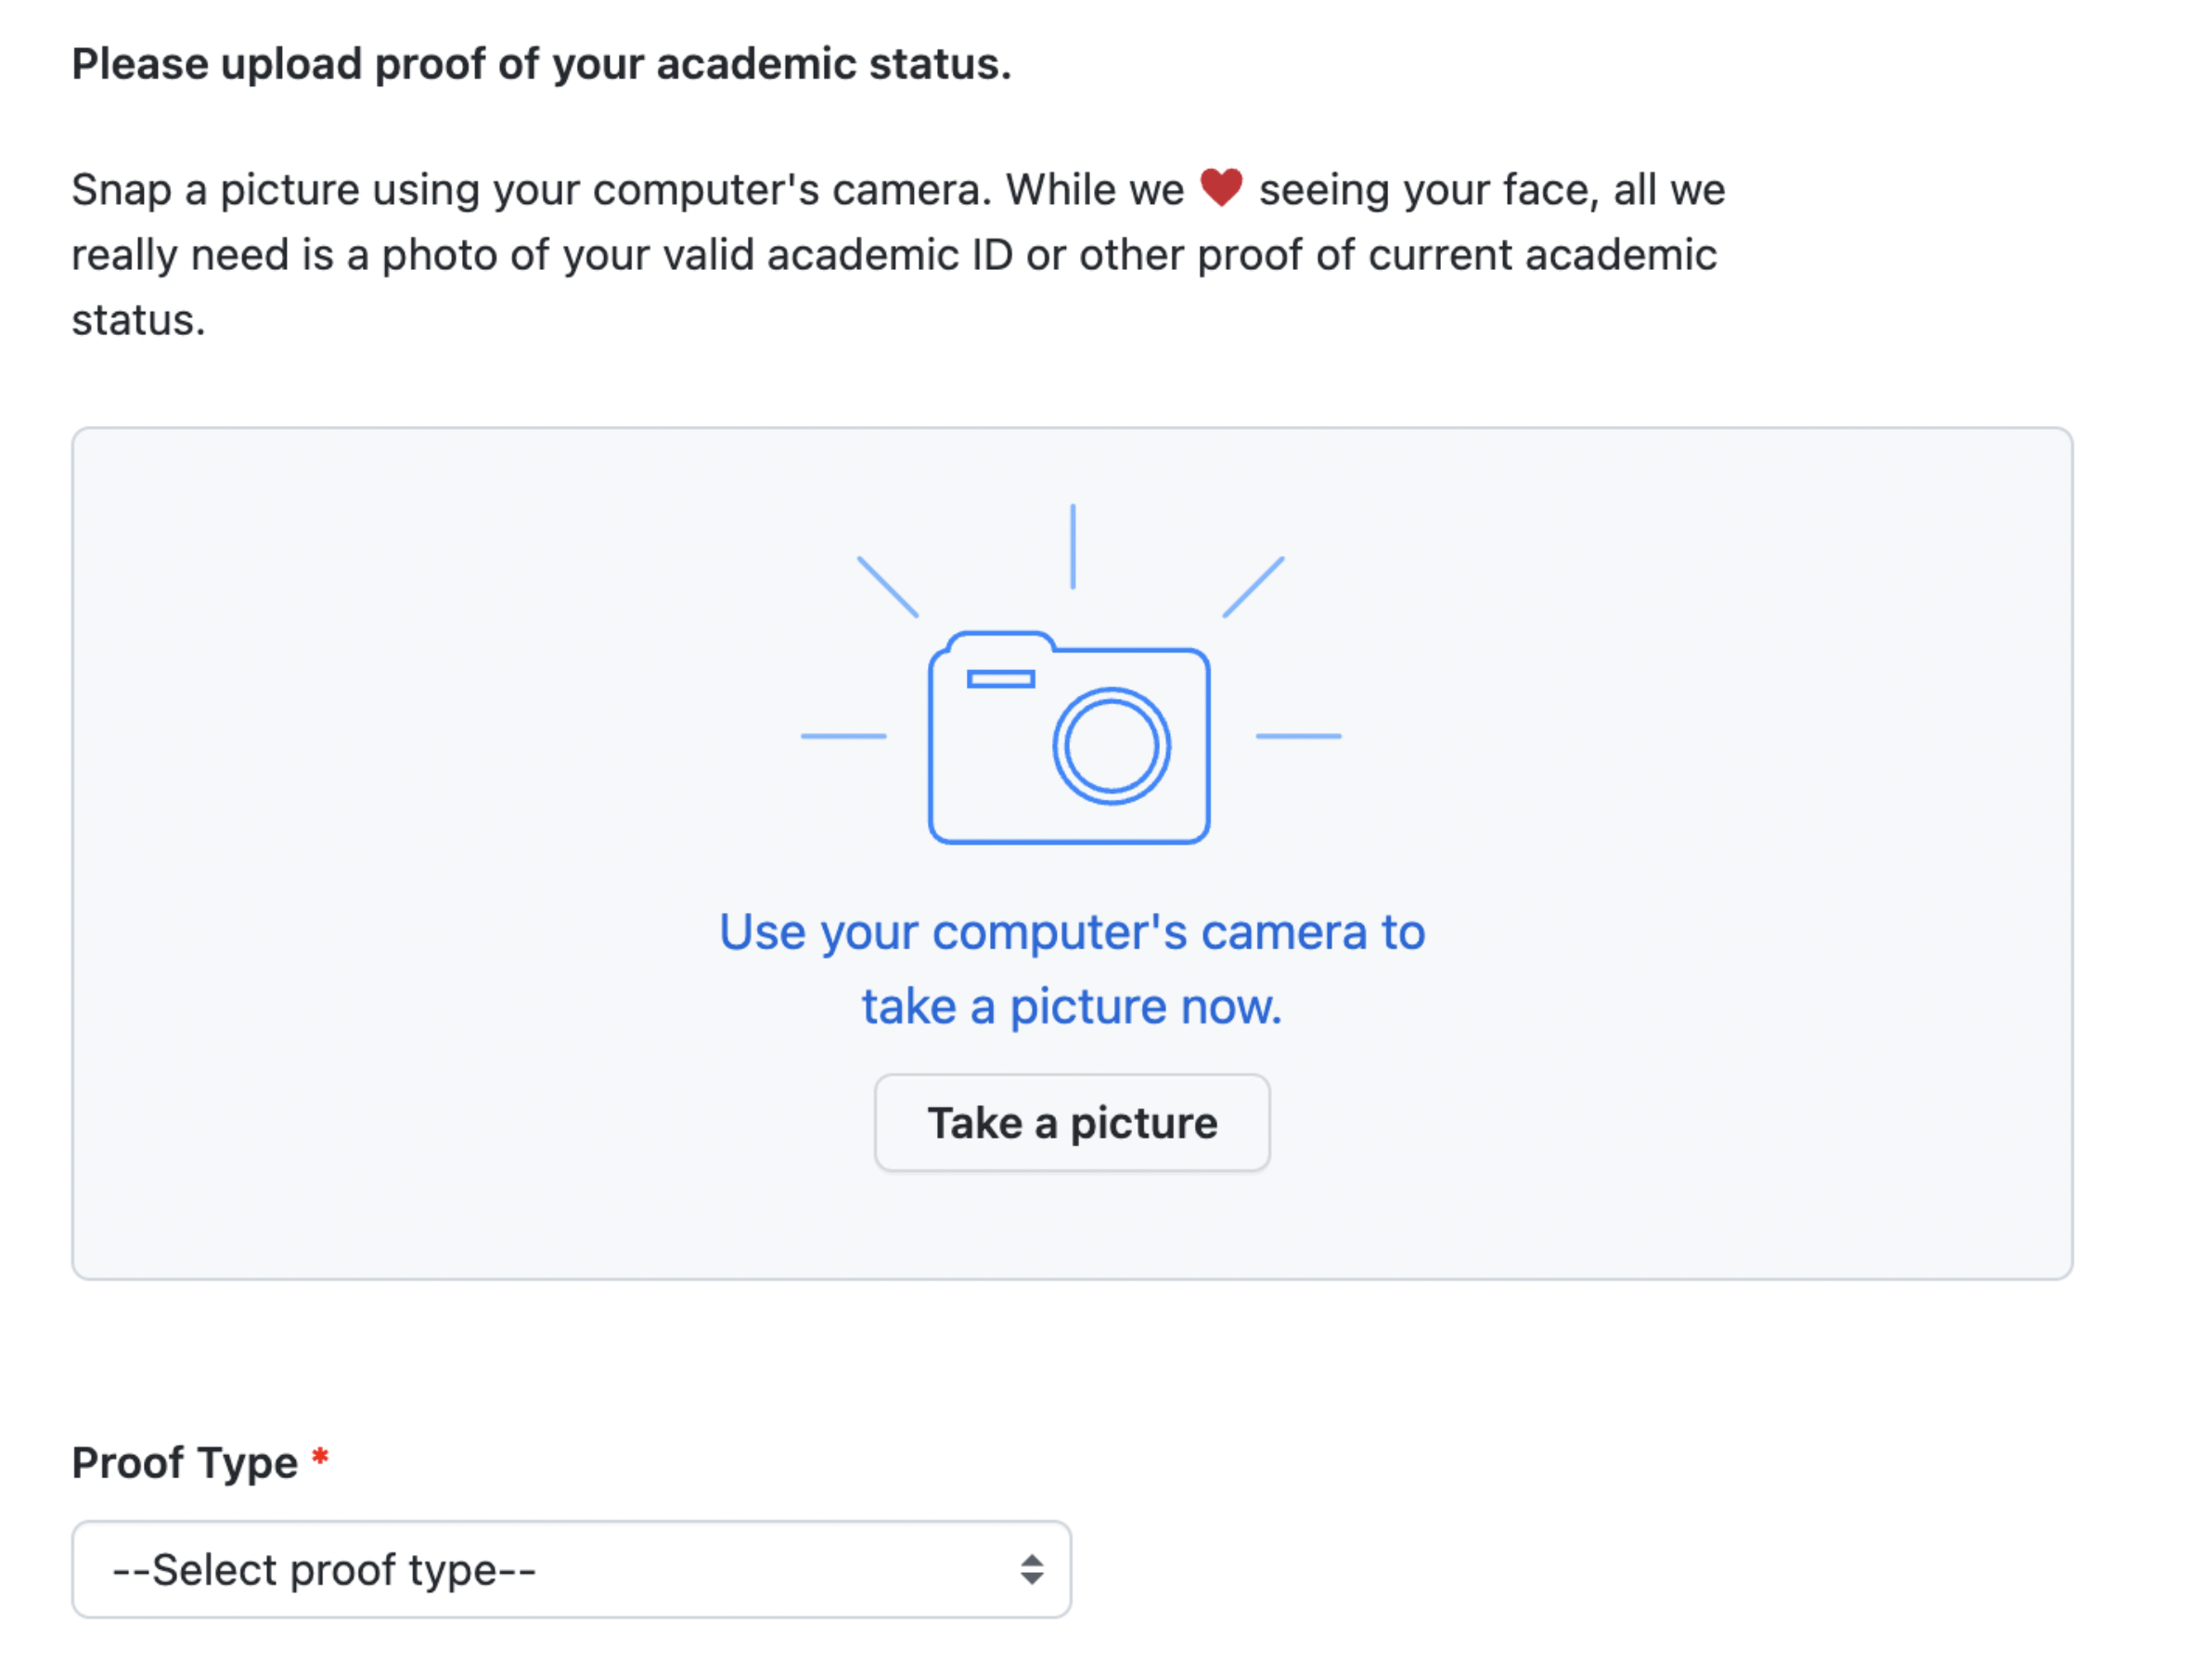 Please upload proof of your academic status.
Snap a picture using your computer's camera. While we ❤️ seeing your face, all we
really need is a photo of your valid academic ID or other proof of current academic
status.
Use your computer's camera to
take a picture now.
Take a picture
Proof Type *
--Select proof type--